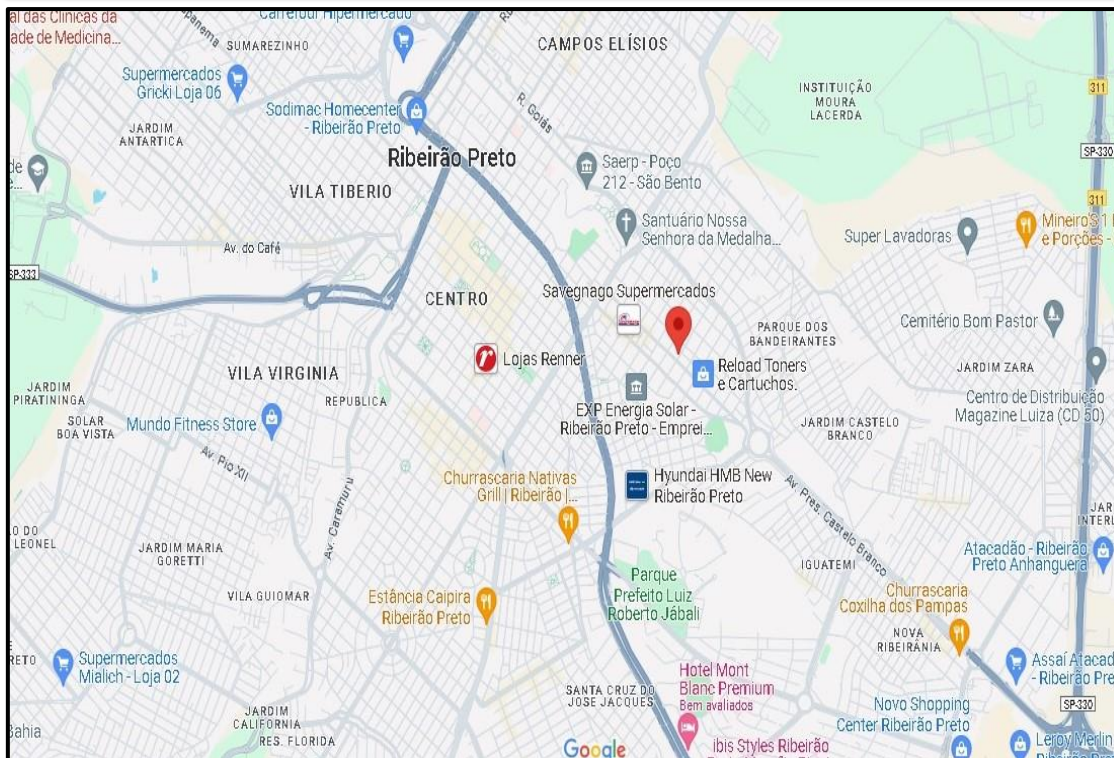 al das Clínicas da
ade de Medicina...
Carrefour Hipermercado
SUMAREZINHO
CAMPOS ELÍSIOS
Supermercados
Gricki Loja 06
INSTITUIÇÃO
MOURA
LACERDA
311
Sodimac Homecenter
- Ribeirão Preto
R. Goiás
JARDIM
ANTARTICA
Ribeirão Preto
SP-330
Saerp - Poço
212 - São Bento
VILA TIBERIO
311
Santuário Nossa
Senhora da Medalha...
Super Lavadoras
Mineiro's 1
e Porções -
Av. do Café
SP-333
CENTRO
Savegnago Supermercados
Cemitério Bom Pastor
PARQUE DOS
BANDEIRANTES
Lojas Renner
Reload Toners
e Cartuchos.
VILA VIRGINIA
JARDIM ZARA
JARDIM
PIRATININGA
REPUBLICA
EXP Energia Solar -
Ribeirão Preto - Emprei...
Centro de Distribuição
Magazine Luiza (CD 50)
SOLAR
BOA VISTA
Mundo Fitness Store
JARDIM CASTELO
BRANCO
Av. Pio XII
Churrascaria Nativas
Grill | Ribeirão |...
Hyundai HMB New
Ribeirão Preto
Av. Caramuru
Av. Pres. Castelo Branco
O DO
LEONEL
JARDIM MARIA
GORETTI
IGUATEMI
Atacadão - Ribeirão
Preto Anhanguera
Parque
Prefeito Luiz
Roberto Jábali
VILA GUIOMAR
Estância Caipira
Ribeirão Preto
Churrascaria
Coxilha dos Pampas
NOVA
RIBEIRÂNIA
Supermercados
Mialich - Loja 02
Hotel Mont
Blanc Premium
Bem avaliados
Assaí Atacad
- Ribeirão Pre
SANTA CRUZ DO
JOSE JACQUES
SP-330
Novo Shopping
Center Ribeirão Preto
JARDIM
CALIFORNIA
RES. FLORIDA
Bahia
Google
ibis Styles Ribeirão
Leroy Merlin